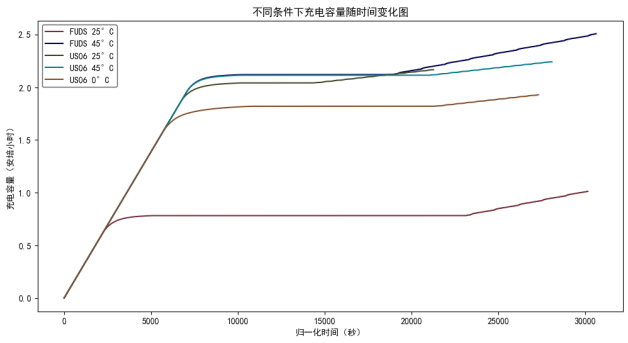 不同条件下充电容量随时间变化图
FUDS 25°C
FUDS 45°C
US06 25°C
US06 45°C
US06 0°C
充电容量（安培小时）
2.5
2.0
1.5
1.0
0.5
0.0
0
5000
10000
15000
20000
25000
30000
归一化时间（秒）